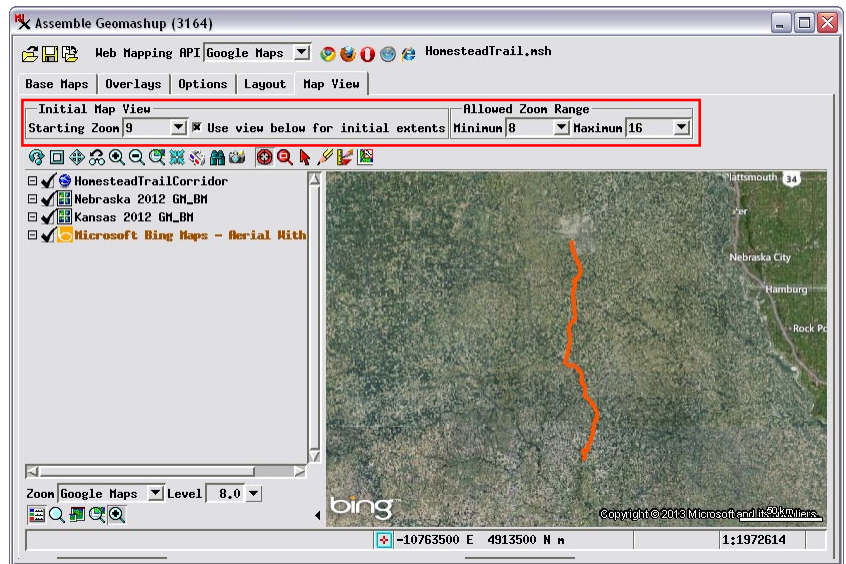 Assemble Geomashup (3164)
Web Mapping API Google Maps HomesteadTrail.msh
Base Maps Overlays Options Layout Map View
Initial Map View Allowed Zoom Range
Starting Zoom 9 Use view below for initial extents Minimum 8 Maximum 16
HomesteadTrailCorridor
Nebraska 2012 GM_BM
Kansas 2012 GM_BM
Microsoft Bing Maps - Aerial With
34
Nebraska City
Hamburg
Zoom Google Maps Level 8.0
bing
Copyright © 2013 Microsoft and its suppliers
50 km
-10763500 E 4913500 N m 1:1972614